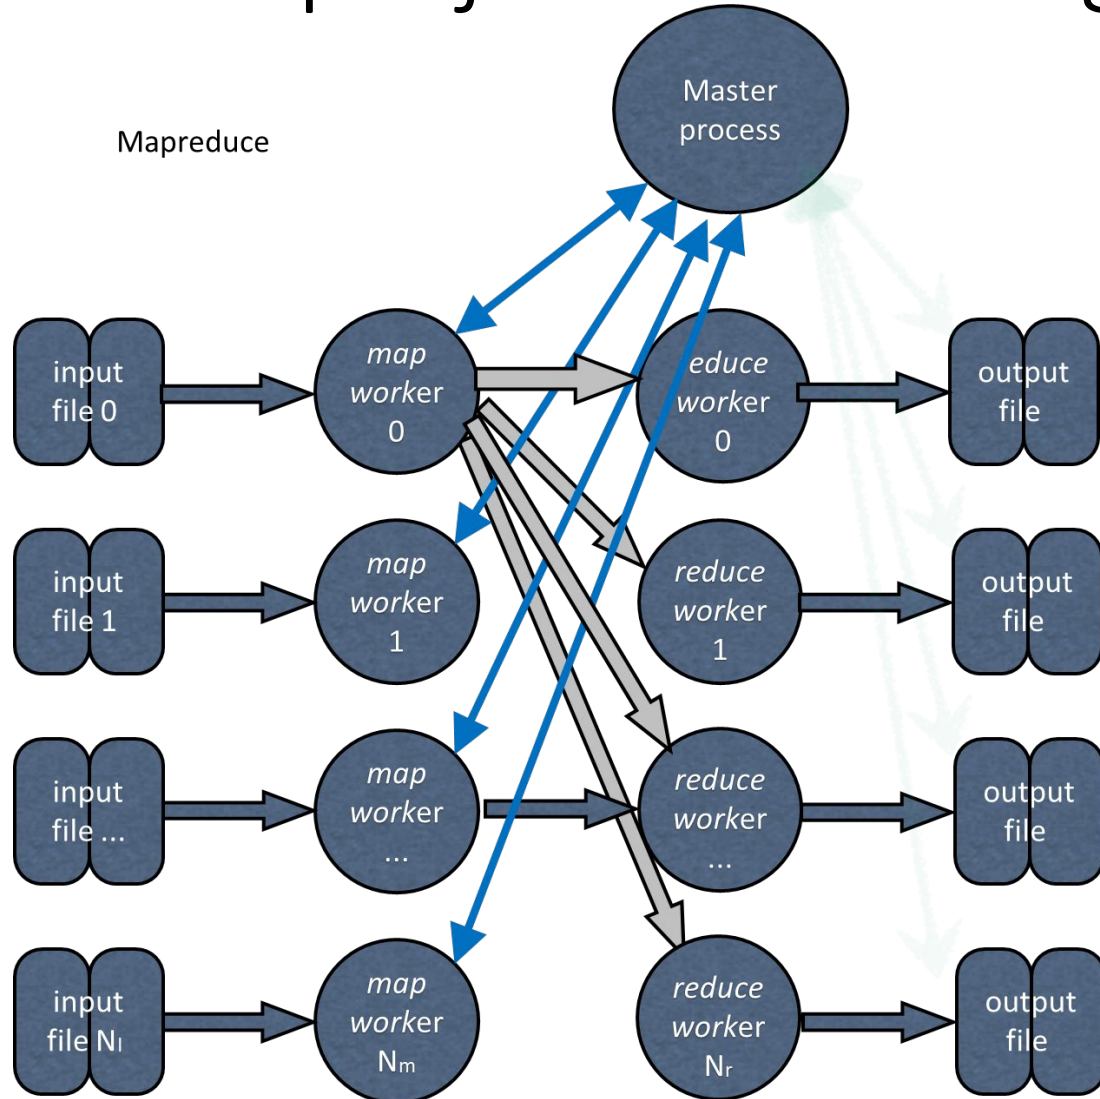 Master
process
Mapreduce
input
file 0
map
worker
0
educe
worker
0
output
file
input
file 1
map
worker
1
reduce
worker
1
output
file
input
file ...
map
worker
...
reduce
worker
...
output
file
input
file NI
map
worker
Nm
reduce
worker
Nr
output
file